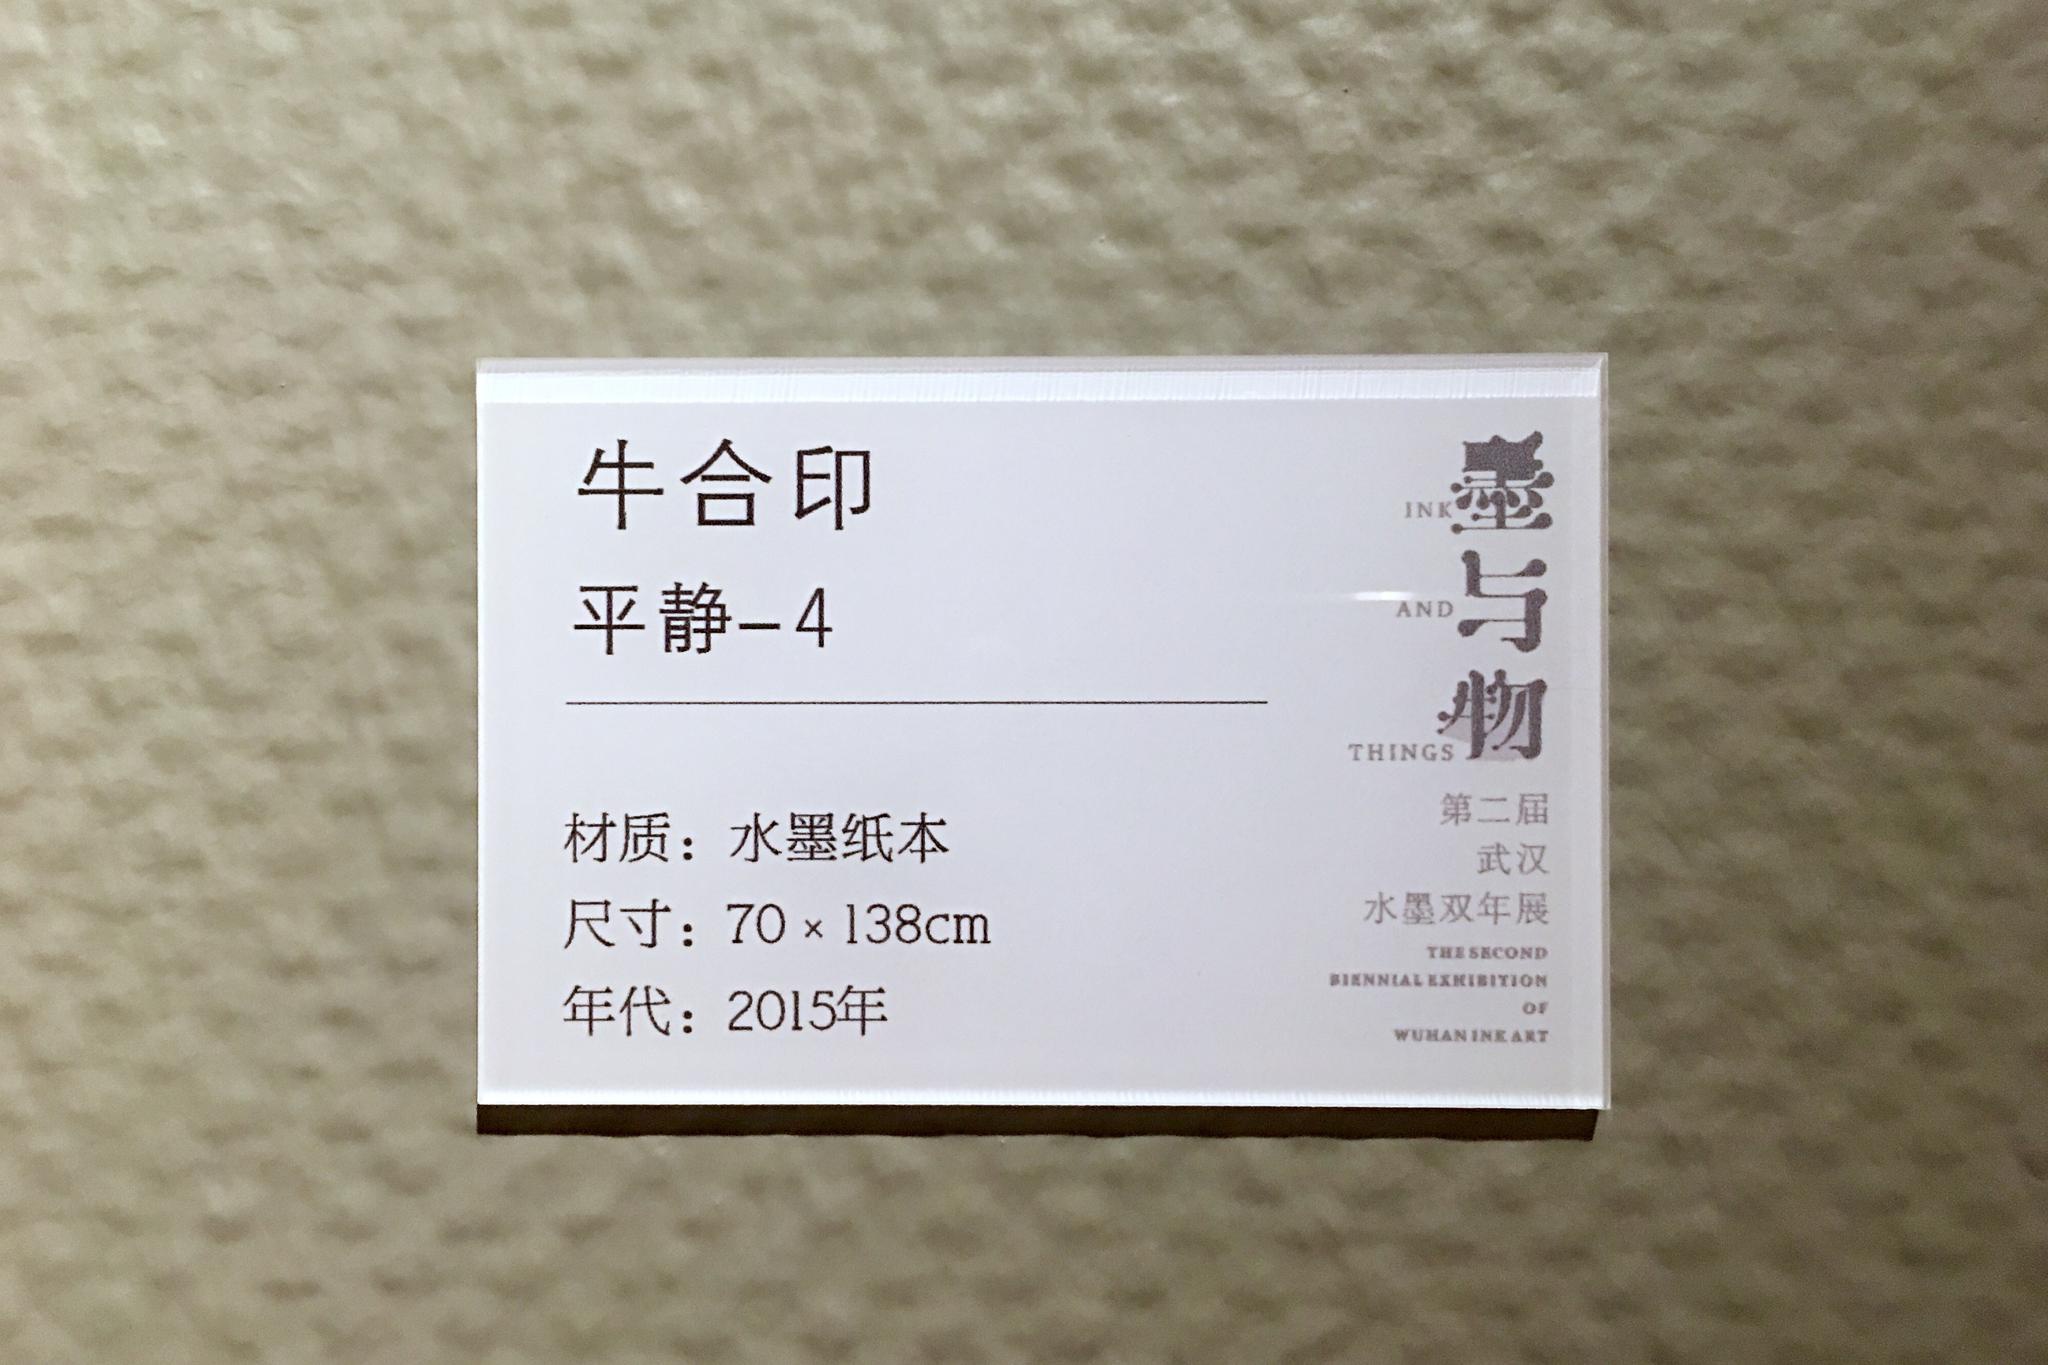 牛合印
平静-4
材质：水墨纸本
尺寸：70 × 138cm
年代：2015年
墨与物
INK
AND
THINGS
第二届
武汉
水墨双年展
THE SECOND
BIENNIAL EXHIBITION
OF
WUHAN INK ART